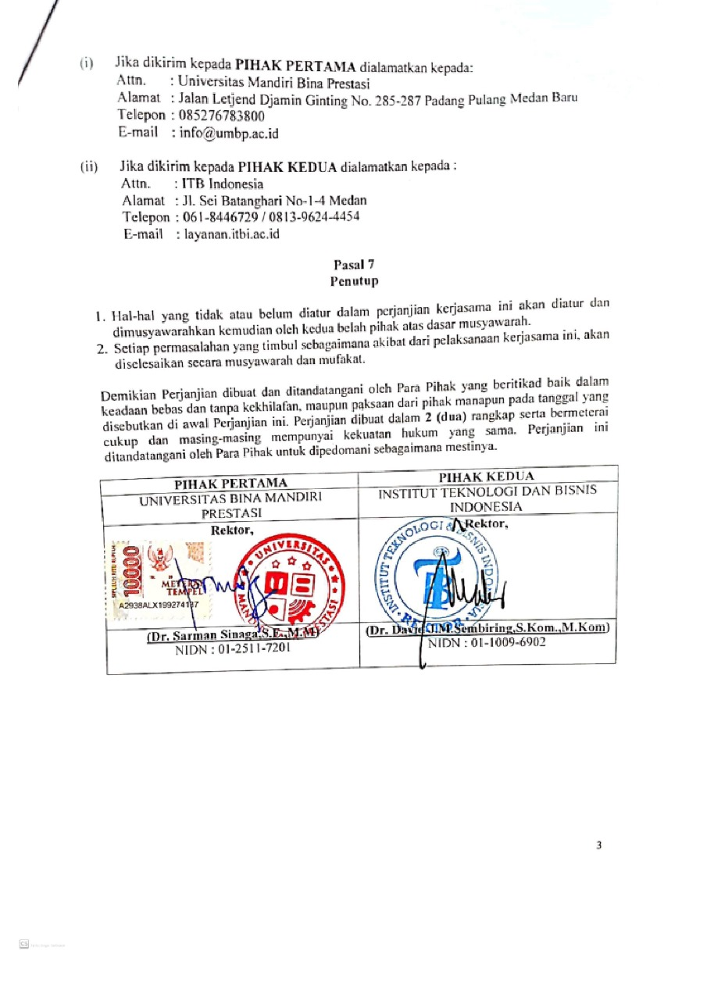 (i) Jika dikirim kepada PIHAK PERTAMA dialamatkan kepada:
Attn. : Universitas Mandiri Bina Prestasi
Alamat : Jalan Letjend Djamin Ginting No. 285-287 Padang Pulang Medan Baru
Telepon : 085276783800
E-mail : info@umbp.ac.id
(ii) Jika dikirim kepada PIHAK KEDUA dialamatkan kepada :
Attn. : ITB Indonesia
Alamat : Jl. Sei Batanghari No-1-4 Medan
Telepon : 061-8446729 / 0813-9624-4454
E-mail : layanan.itbi.ac.id
Pasal 7
Penutup
1. Hal-hal yang tidak atau belum diatur dalam perjanjian kerjasama ini akan diatur dan
dimusyawarahkan kemudian oleh kedua belah pihak atas dasar musyawarah.
2. Setiap permasalahan yang timbul sebagaimana akibat dari pelaksanaan kerjasama ini, akan
diselesaikan secara musyawarah dan mufakat.
Demikian Perjanjian dibuat dan ditandatangani oleh Para Pihak yang beritikad baik dalam
keadaan bebas dan tanpa kekhilafan, maupun paksaan dari pihak manapun pada tanggal yang
disebutkan di awal Perjanjian ini. Perjanjian dibuat dalam 2 (dua) rangkap serta bermeterai
cukup dan masing-masing mempunyai kekuatan hukum yang sama. Perjanjian ini
ditandatangani oleh Para Pihak untuk dipedomani sebagaimana mestinya.
PIHAK PERTAMA
UNIVERSITAS BINA MANDIRI
PRESTASI
Rektor,
SEPULUH RIBU RUPIAH
10000
METERAI
TEMPEL
A2938ALX199274187
UNIVERSITAS
MANDIRI PRESTASI
(Dr. Sarman Sinaga,S.E.,M.M)
NIDN : 01-2511-7201
PIHAK KEDUA
INSTITUT TEKNOLOGI DAN BISNIS
INDONESIA
Rektor,
INSTITUT TEKNOLOGI & BISNIS INDONESIA
REKTOR
(Dr. David J.M.Sembiring,S.Kom.,M.Kom)
NIDN : 01-1009-6902
3
CS